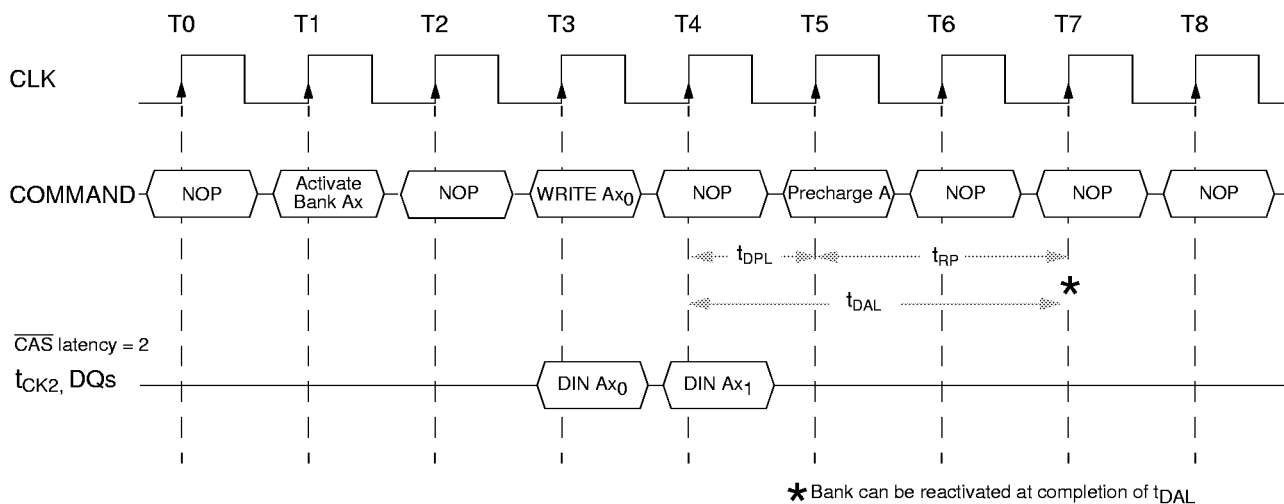 T0 T1 T2 T3 T4 T5 T6 T7 T8
CLK
COMMAND NOP Activate Bank Ax NOP WRITE Ax0 NOP Precharge A NOP NOP NOP
tDPL tRP
*
tDAL
CAS latency = 2
tCK2, DQs DIN Ax0 DIN Ax1
* Bank can be reactivated at completion of tDAL